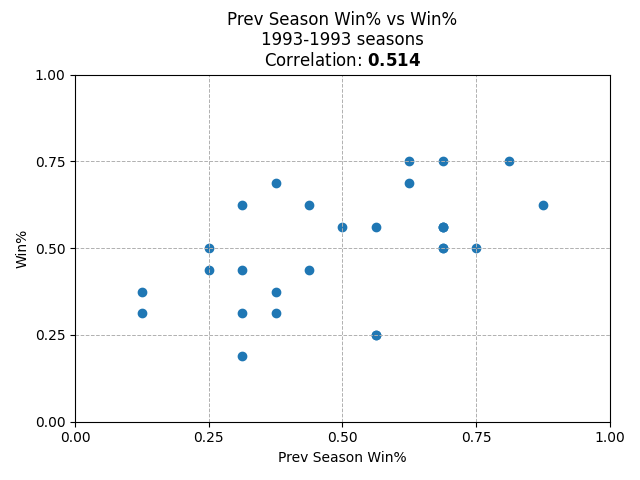 Prev Season Win% vs Win%
1993-1993 seasons
Correlation: 0.514
1.00
0.75
0.50
0.25
0.00
Win%
0.00 0.25 0.50 0.75 1.00
Prev Season Win%